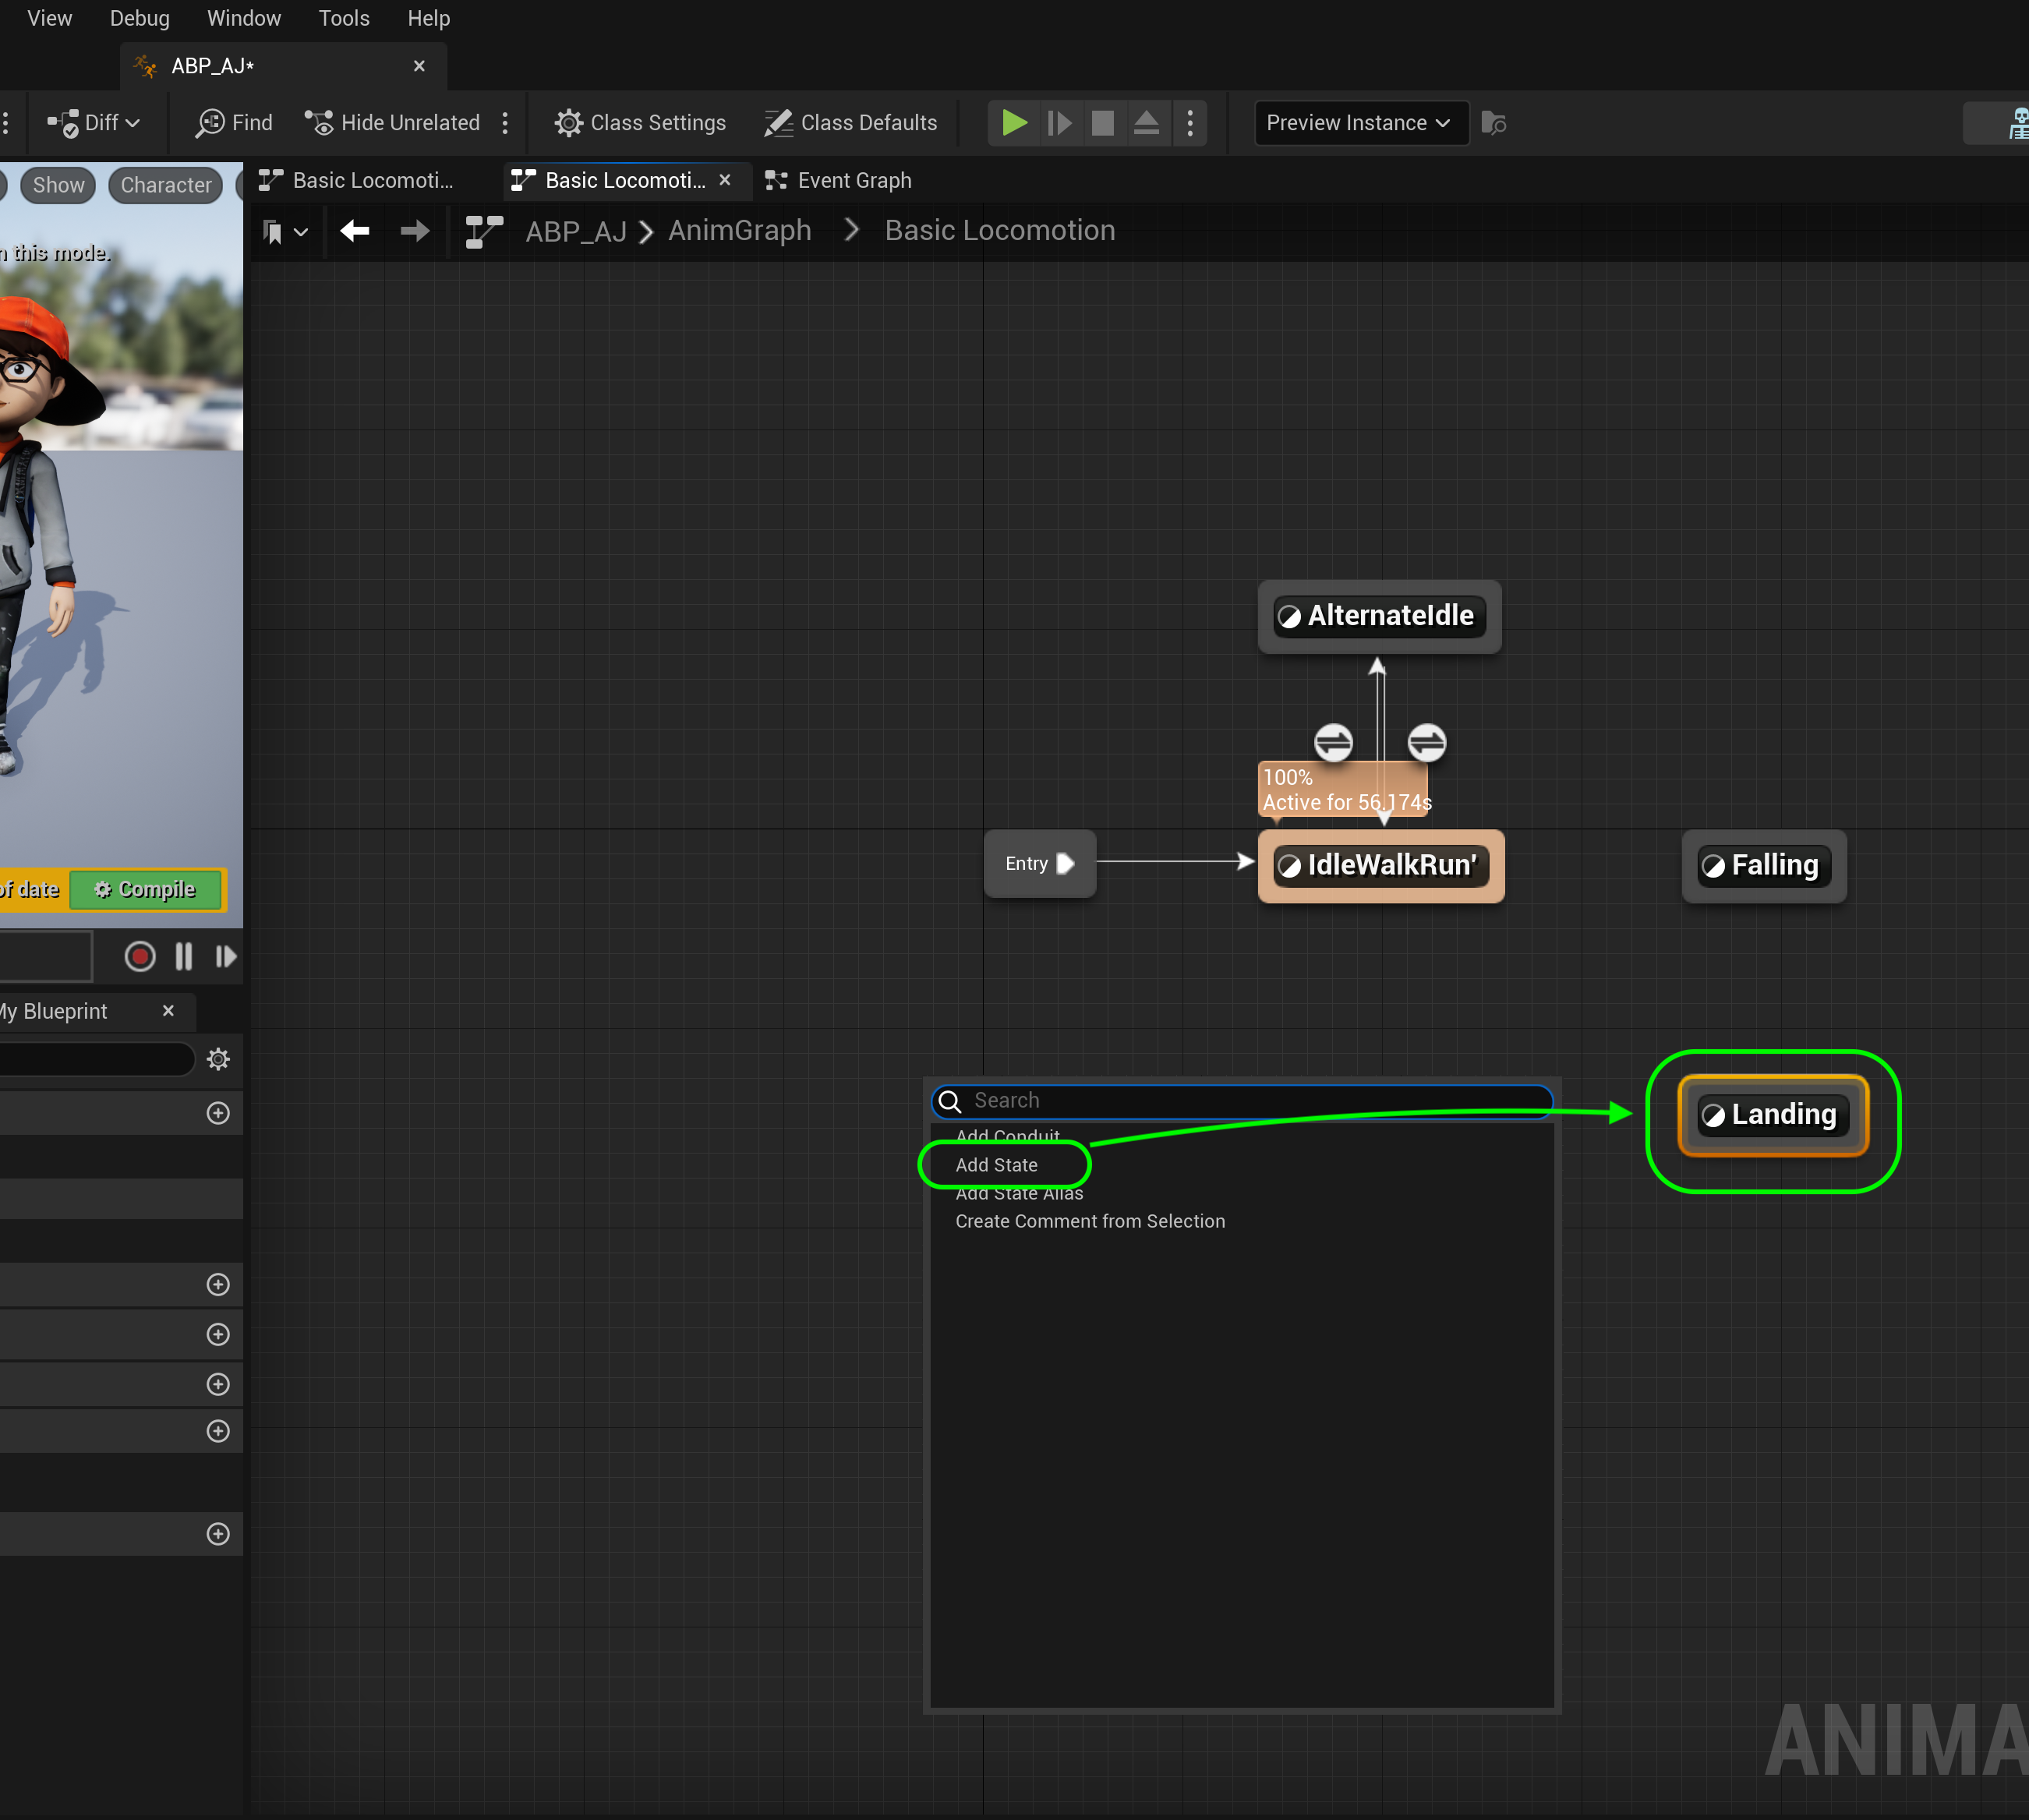 View Debug Window Tools Help
ABP_AJ*
Diff Find Hide Unrelated Class Settings Class Defaults Preview Instance
Show Character
Basic Locomoti... Basic Locomoti... Event Graph
ABP_AJ > AnimGraph > Basic Locomotion
n this mode.
AlternateIdle
100%
Active for 56.174s
Entry
IdleWalkRun'
Falling
of date Compile
My Blueprint
Search
Add Conduit
Add State
Add State Alias
Create Comment from Selection
Landing
ANIMA